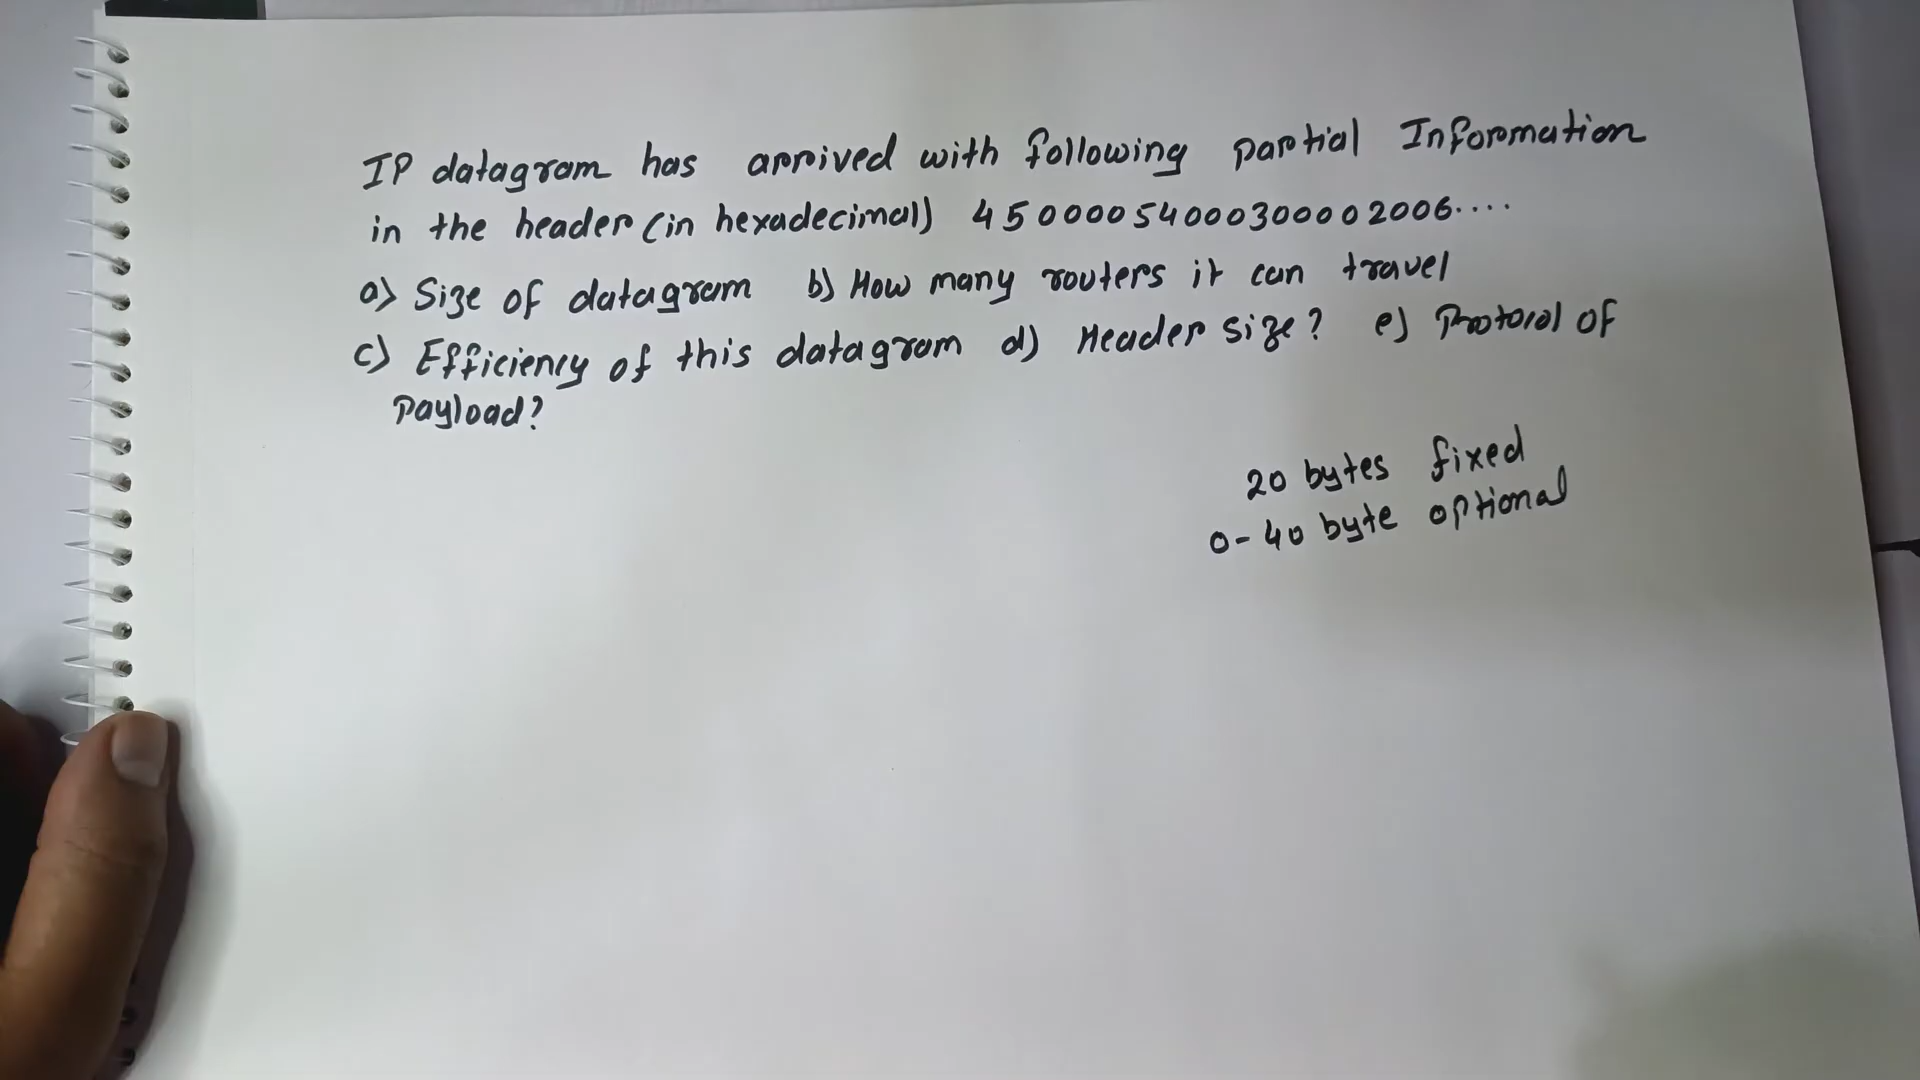 IP datagram has arrived with following partial Information
in the header (in hexadecimal) 45000054000300002006....
a) Size of datagram b) How many routers it can travel
c) Efficiency of this datagram d) Header size? e) Protocol of
Payload?
20 bytes fixed
0-40 byte optional